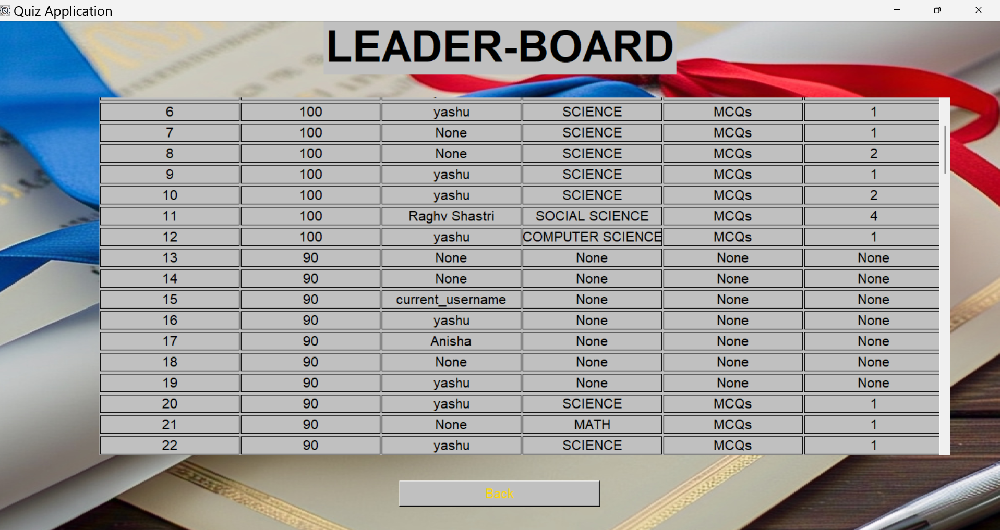 Quiz Application
LEADER-BOARD
6 100 yashu SCIENCE MCQs 1
7 100 None SCIENCE MCQs 1
8 100 None SCIENCE MCQs 2
9 100 yashu SCIENCE MCQs 1
10 100 yashu SCIENCE MCQs 2
11 100 Raghv Shastri SOCIAL SCIENCE MCQs 4
12 100 yashu COMPUTER SCIENCE MCQs 1
13 90 None None None None
14 90 None None None None
15 90 current_username None None None
16 90 yashu None None None
17 90 Anisha None None None
18 90 None None None None
19 90 yashu None None None
20 90 yashu SCIENCE MCQs 1
21 90 None MATH MCQs 1
22 90 yashu SCIENCE MCQs 1
Back